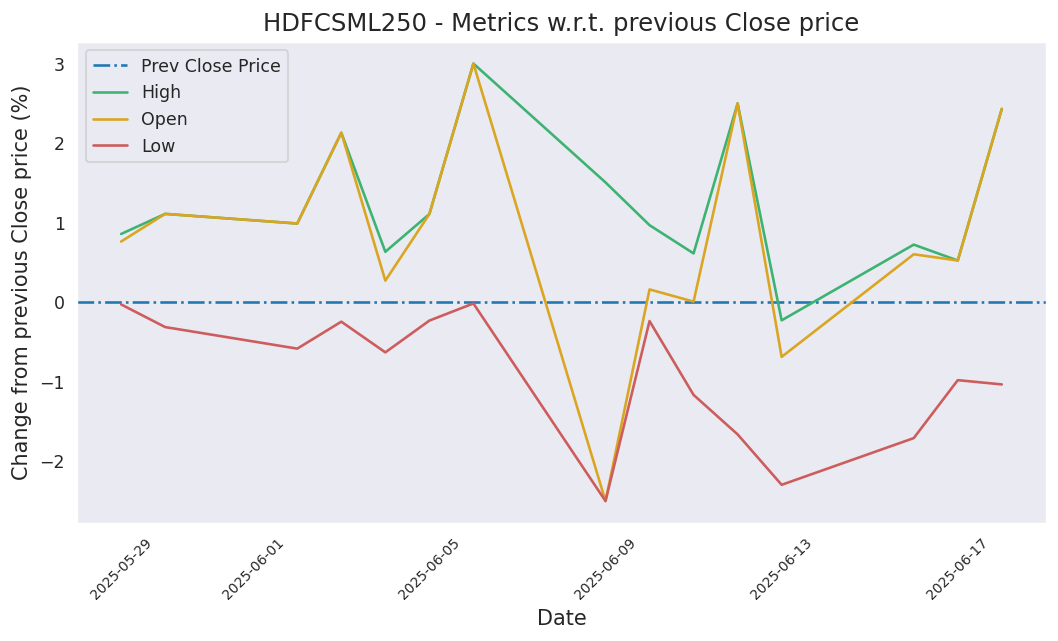 HDFCSML250 - Metrics w.r.t. previous Close price
Prev Close Price
High
Open
Low
Change from previous Close price (%)
3
2
1
0
−1
−2
2025-05-29
2025-06-01
2025-06-05
2025-06-09
2025-06-13
2025-06-17
Date